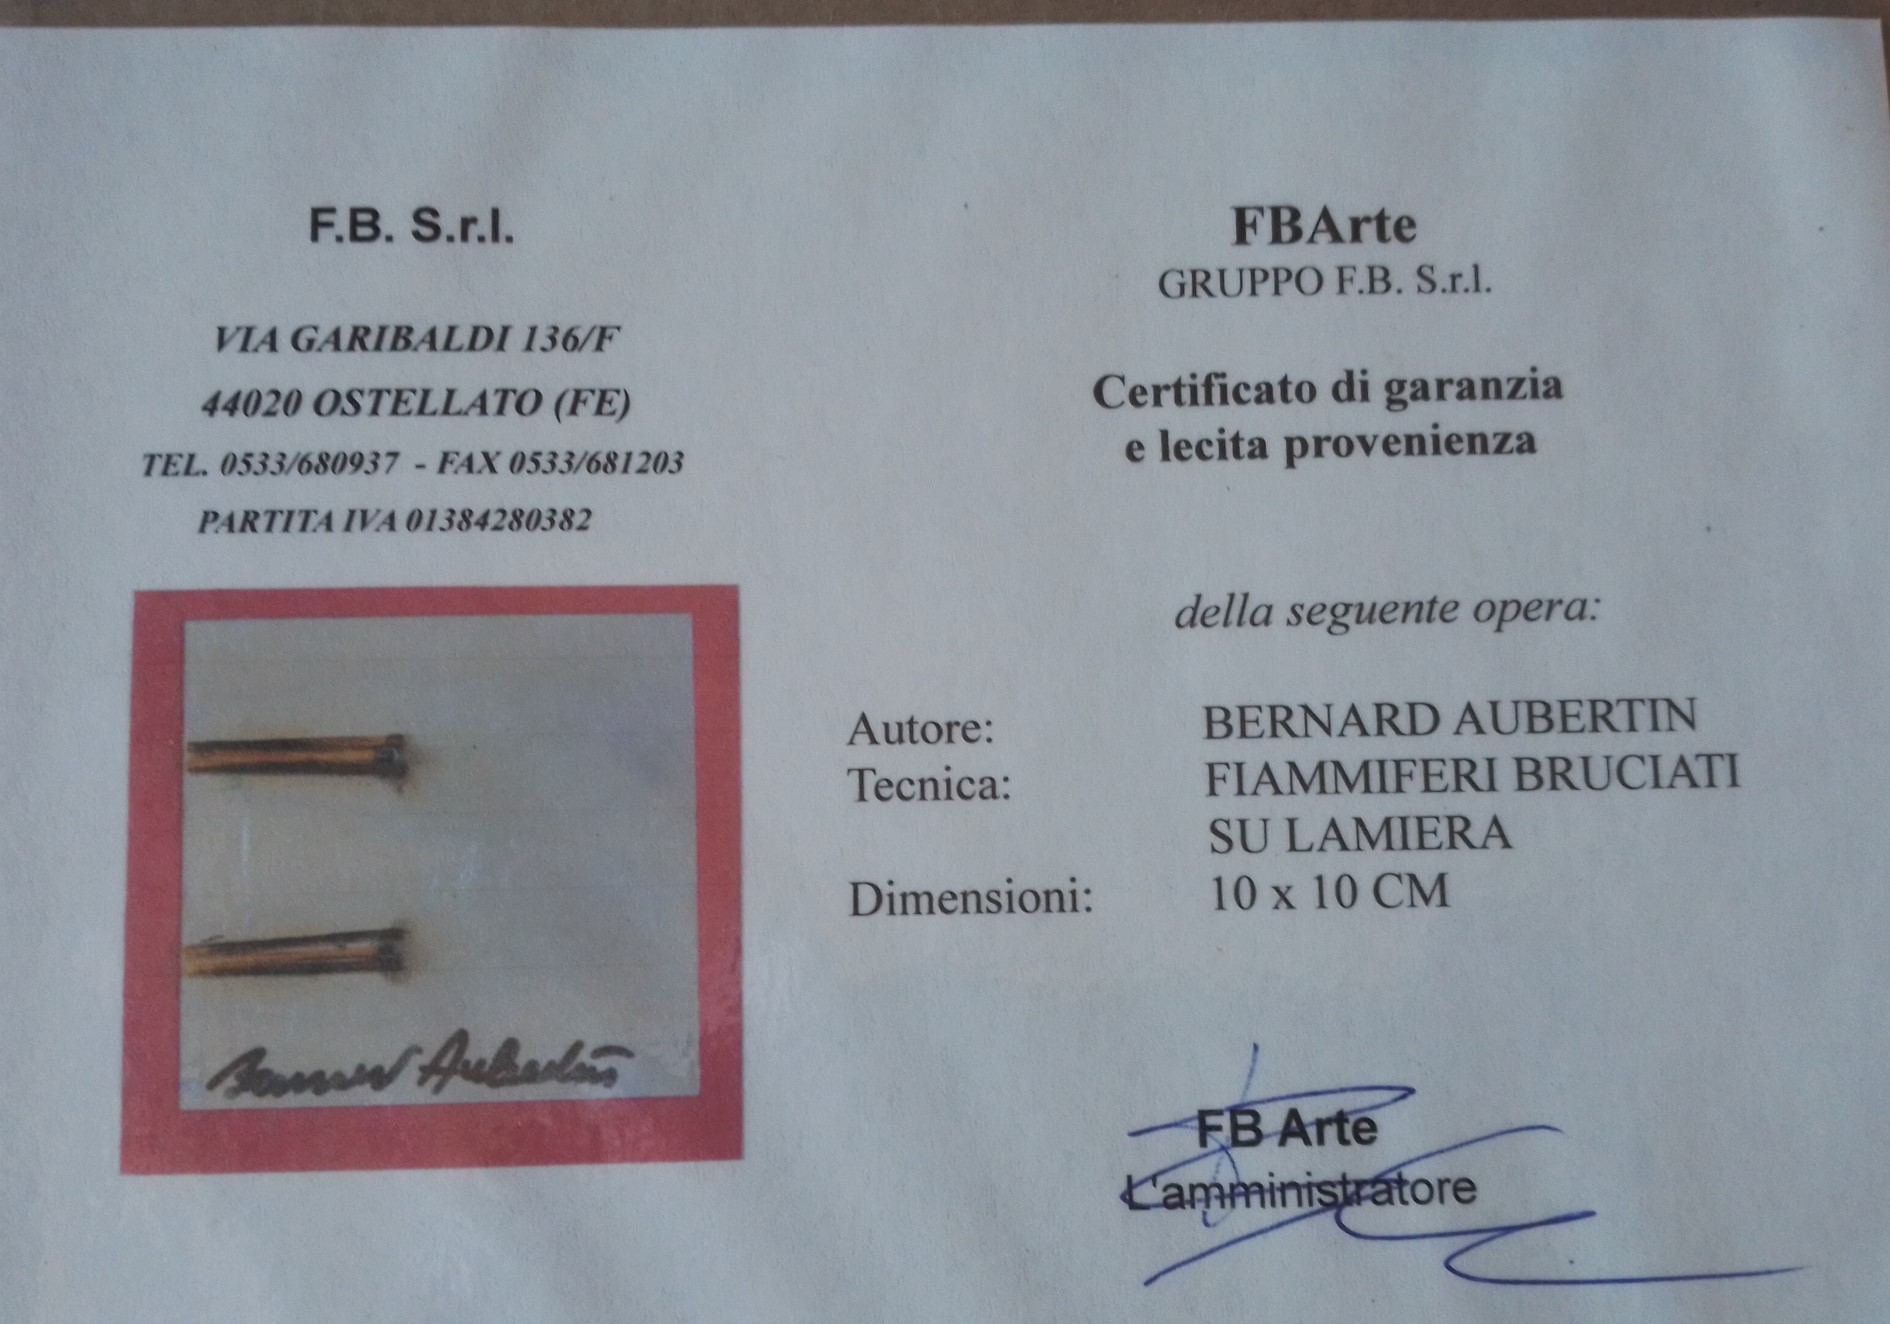 F.B. S.r.l.
VIA GARIBALDI 136/F
44020 OSTELLATO (FE)
TEL. 0533/680937 - FAX 0533/681203
PARTITA IVA 01384280382
Bernard Aubertin
FBArte
GRUPPO F.B. S.r.l.
Certificato di garanzia
e lecita provenienza
della seguente opera:
Autore: BERNARD AUBERTIN
Tecnica: FIAMMIFERI BRUCIATI
SU LAMIERA
Dimensioni: 10 x 10 CM
FB Arte
L'amministratore